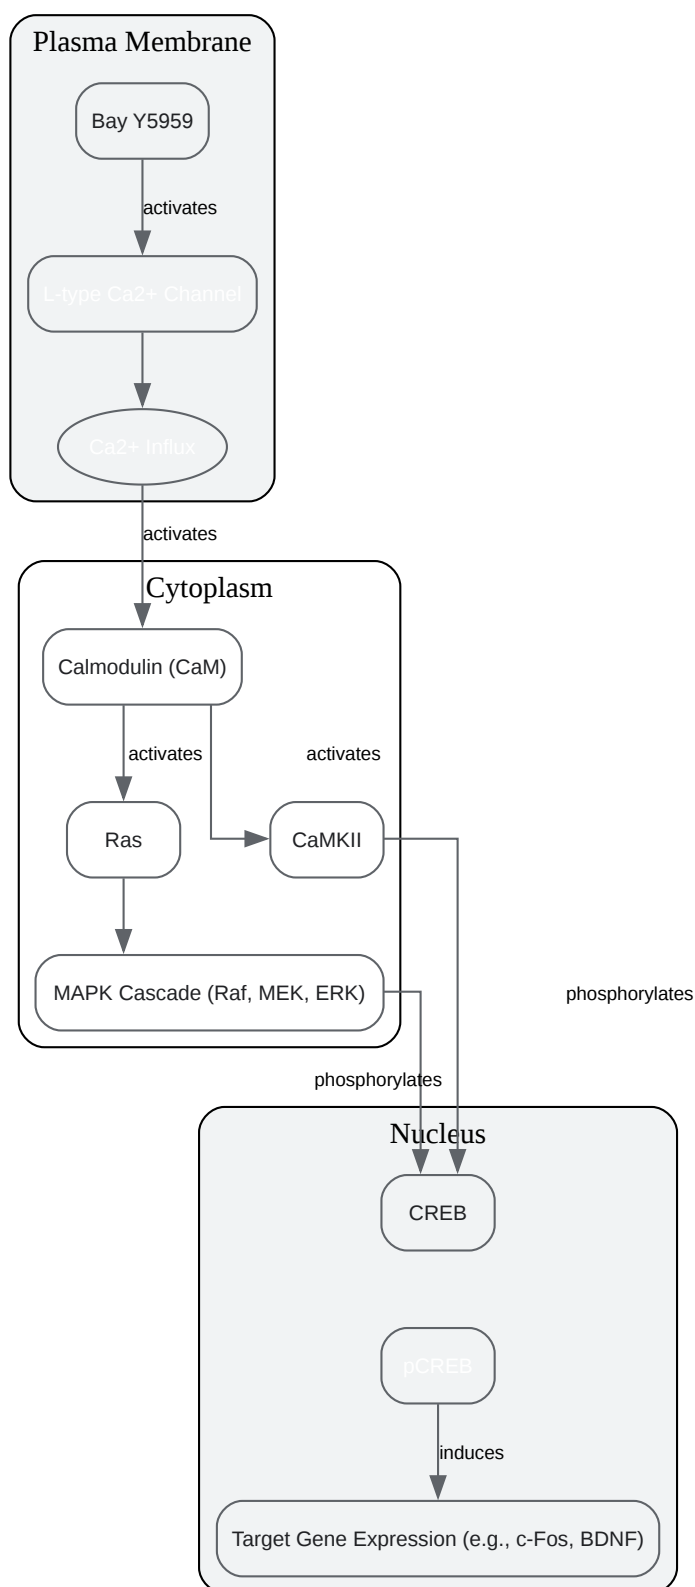 Plasma Membrane
Bay Y5959
activates
L-type Ca2+ Channel
Ca2+ Influx
activates
Cytoplasm
Calmodulin (CaM)
activates
activates
Ras
CaMKII
MAPK Cascade (Raf, MEK, ERK)
phosphorylates
phosphorylates
Nucleus
CREB
pCREB
induces
Target Gene Expression (e.g., c-Fos, BDNF)